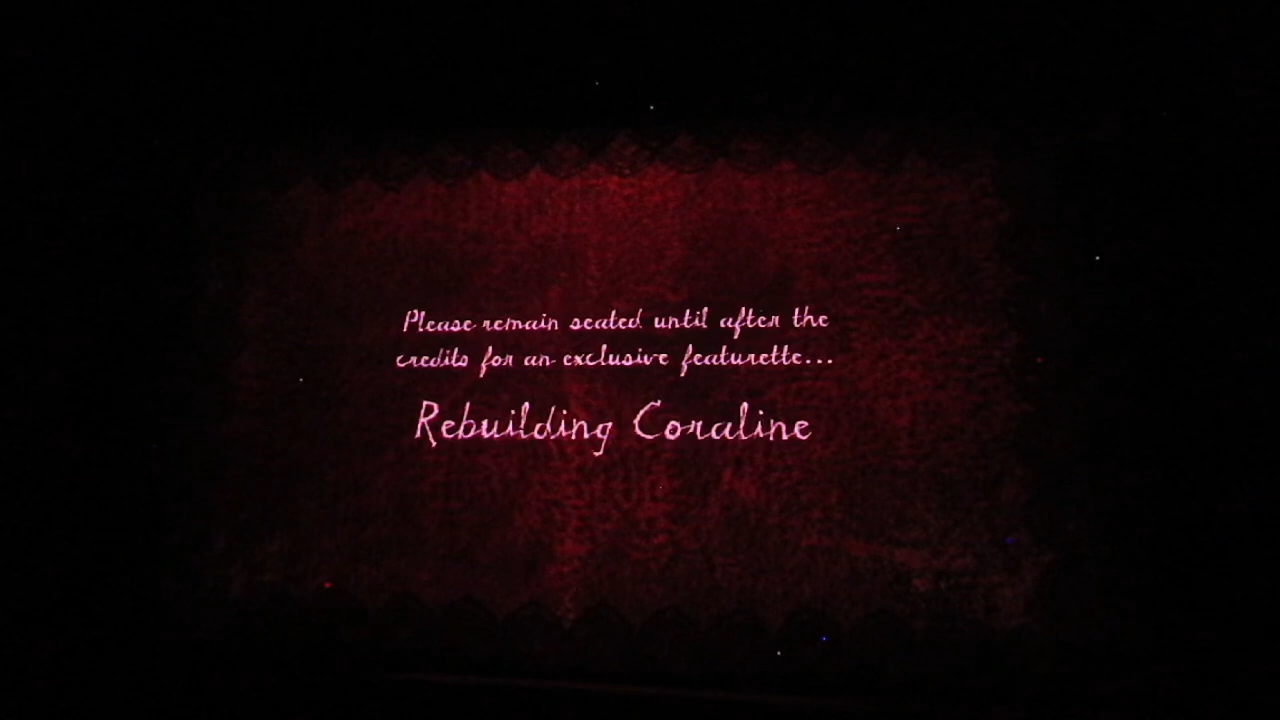 Please remain seated until after the
credits for an exclusive featurette...
Rebuilding Coraline